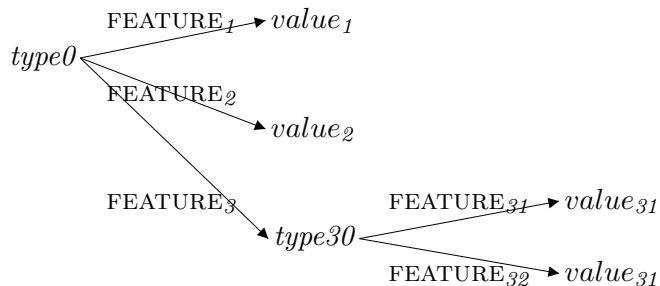 FEATURE₁ value₁
type0
FEATURE₂
value₂
FEATURE₃
FEATURE₃₁ value₃₁
type30
FEATURE₃₂ value₃₁